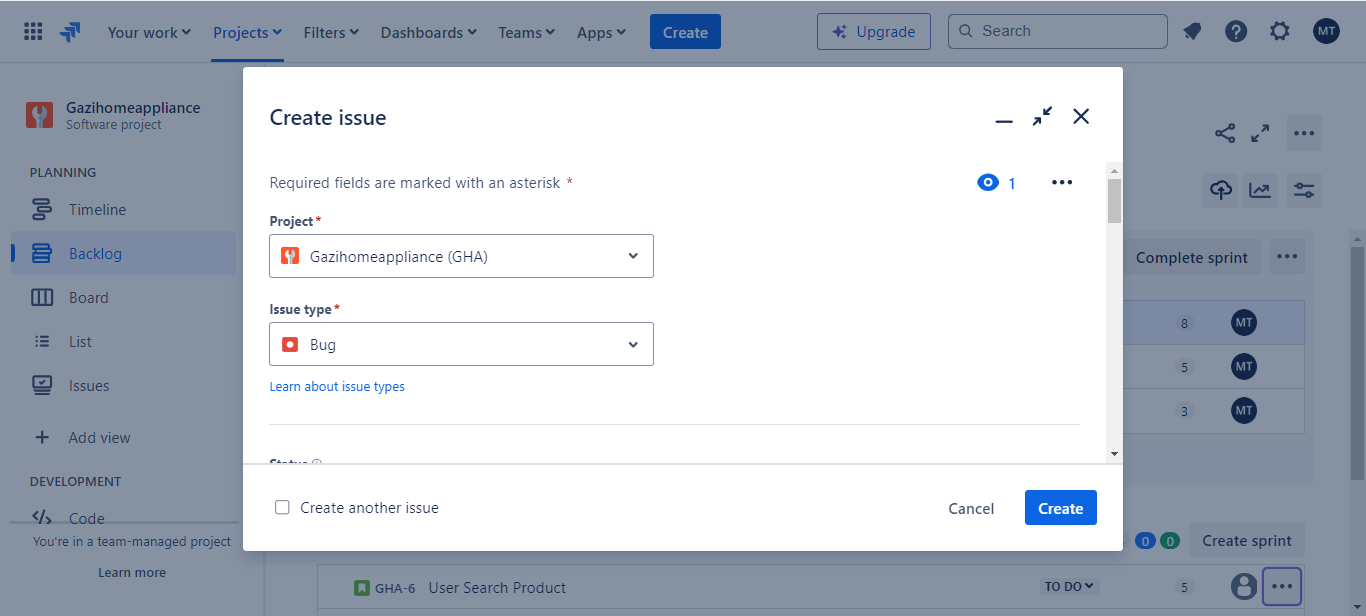 Your work
Projects
Filters
Dashboards
Teams
Apps
Create
Upgrade
Search
MT
Gazihomeappliance
Software project
PLANNING
Timeline
Backlog
Board
List
Issues
Add view
DEVELOPMENT
Code
You're in a team-managed project
Learn more
Create issue
Required fields are marked with an asterisk *
1
Project*
Gazihomeappliance (GHA)
Issue type*
Bug
Learn about issue types
Status
Create another issue
Cancel
Create
Complete sprint
8 MT
5 MT
3 MT
0 0 Create sprint
GHA-6 User Search Product TO DO 5